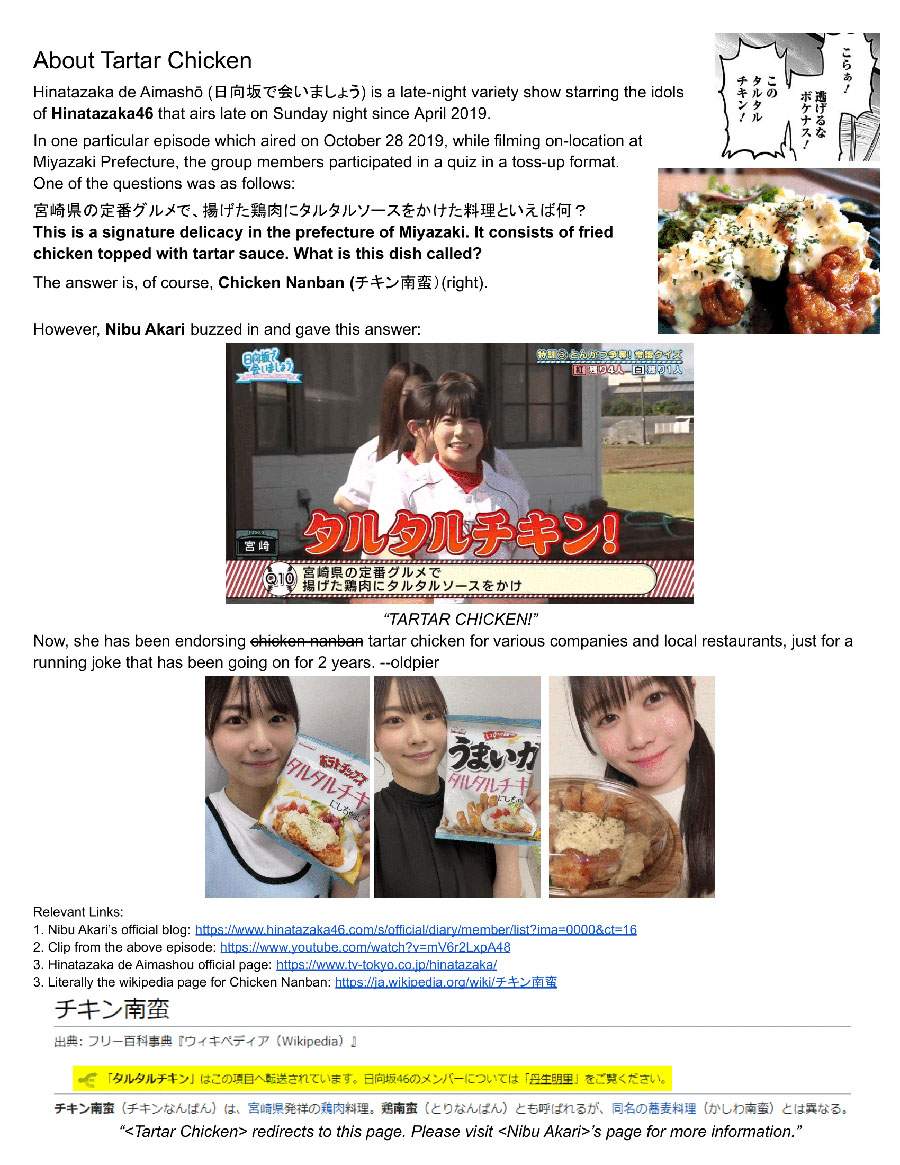 About Tartar Chicken
こらぁ！
逃げるな
ボケナス！
この
タルタル
チキン！
Hinatazaka de Aimashō (日向坂で会いましょう) is a late-night variety show starring the idols
of Hinatazaka46 that airs late on Sunday night since April 2019.
In one particular episode which aired on October 28 2019, while filming on-location at
Miyazaki Prefecture, the group members participated in a quiz in a toss-up format.
One of the questions was as follows:
宮崎県の定番グルメで、揚げた鶏肉にタルタルソースをかけた料理といえば何？
This is a signature delicacy in the prefecture of Miyazaki. It consists of fried
chicken topped with tartar sauce. What is this dish called?
The answer is, of course, Chicken Nanban (チキン南蛮)(right).
However, Nibu Akari buzzed in and gave this answer:
日向坂で
会いましょう
特訓③とんかつ争奪！常識クイズ
紅 残り4人 白 残り1人
タルタルチキン！
宮崎
Q10
宮崎県の定番グルメで
揚げた鶏肉にタルタルソースをかけ
“TARTAR CHICKEN!”
Now, she has been endorsing chicken nanban tartar chicken for various companies and local restaurants, just for a
running joke that has been going on for 2 years. --oldpier
ポテトチップス
タルタルチキ
うまい
タルタルチキ
Relevant Links:
1. Nibu Akari’s official blog: https://www.hinatazaka46.com/s/official/diary/member/list?ima=0000&ct=16
2. Clip from the above episode: https://www.youtube.com/watch?v=mV6r2LxpA48
3. Hinatazaka de Aimashou official page: https://www.tv-tokyo.co.jp/hinatazaka/
3. Literally the wikipedia page for Chicken Nanban: https://ja.wikipedia.org/wiki/チキン南蛮
チキン南蛮
出典: フリー百科事典『ウィキペディア（Wikipedia）』
「タルタルチキン」はこの項目へ転送されています。日向坂46のメンバーについては「丹生明里」をご覧ください。
チキン南蛮（チキンなんばん）は、宮崎県発祥の鶏肉料理。鶏南蛮（とりなんばん）とも呼ばれるが、同名の蕎麦料理（かしわ南蛮）とは異なる。
“<Tartar Chicken> redirects to this page. Please visit <Nibu Akari>’s page for more information.”